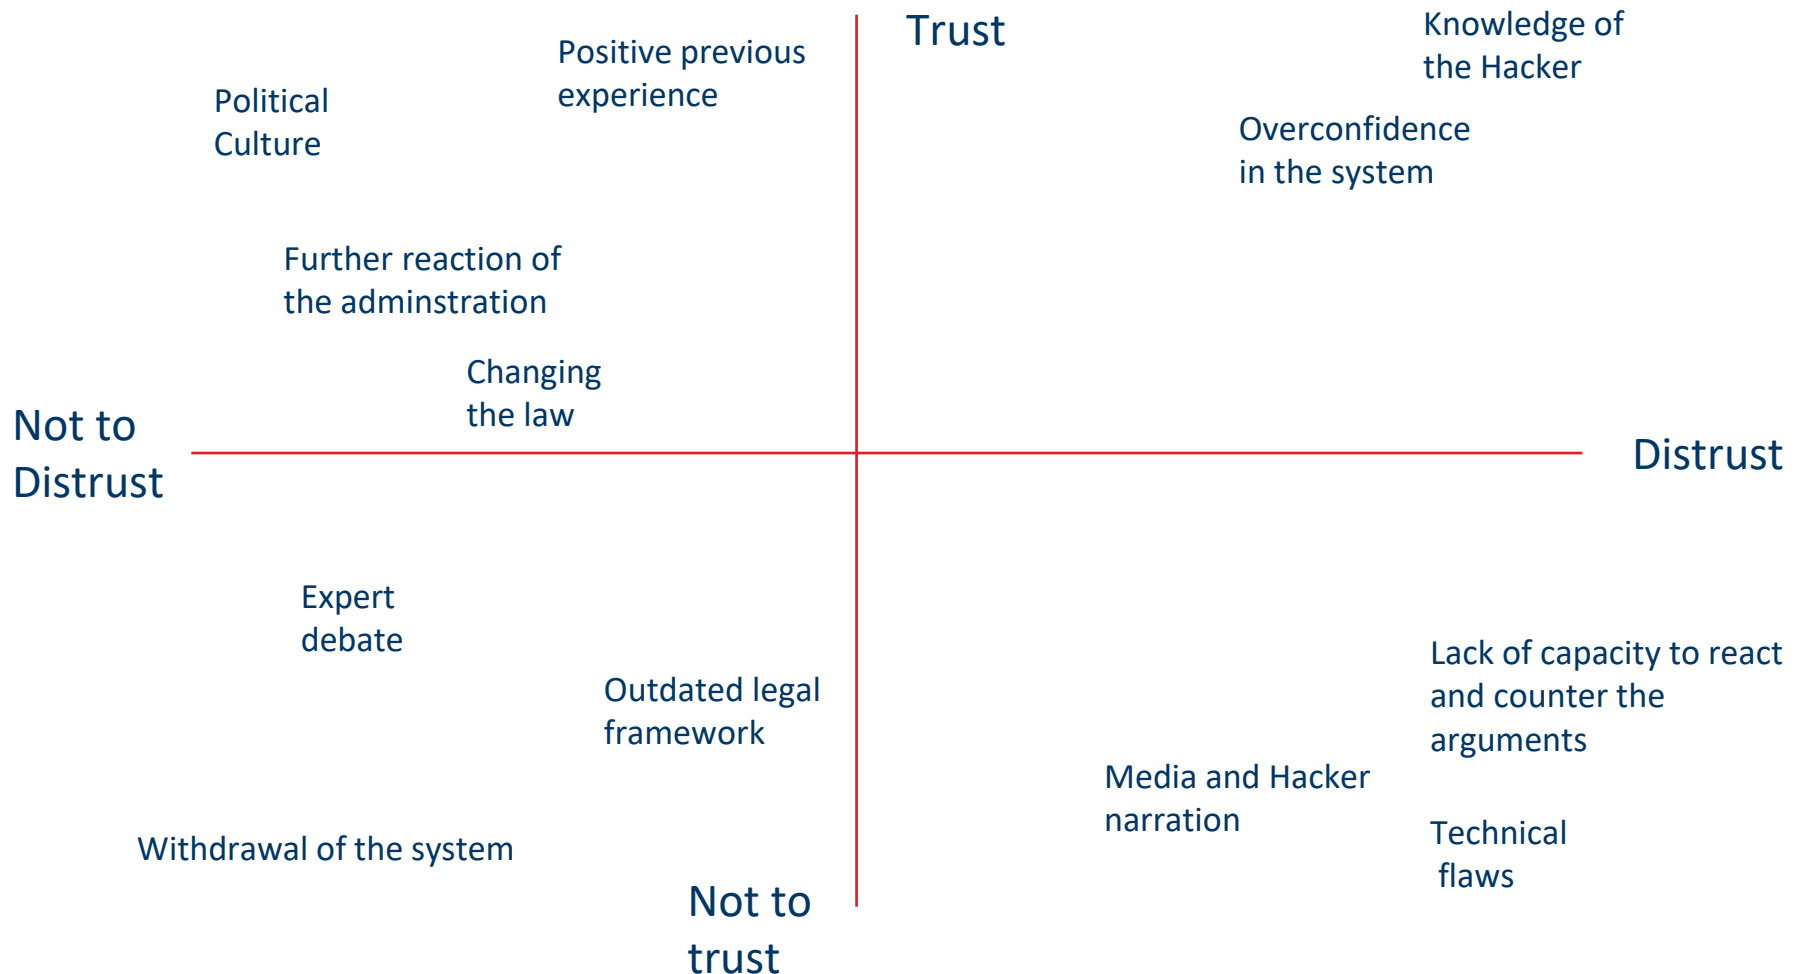 Trust
Knowledge of
the Hacker
Positive previous
experience
Political
Culture
Overconfidence
in the system
Further reaction of
the adminstration
Changing
the law
Not to
Distrust
Distrust
Expert
debate
Outdated legal
framework
Lack of capacity to react
and counter the
arguments
Media and Hacker
narration
Technical
flaws
Withdrawal of the system
Not to
trust